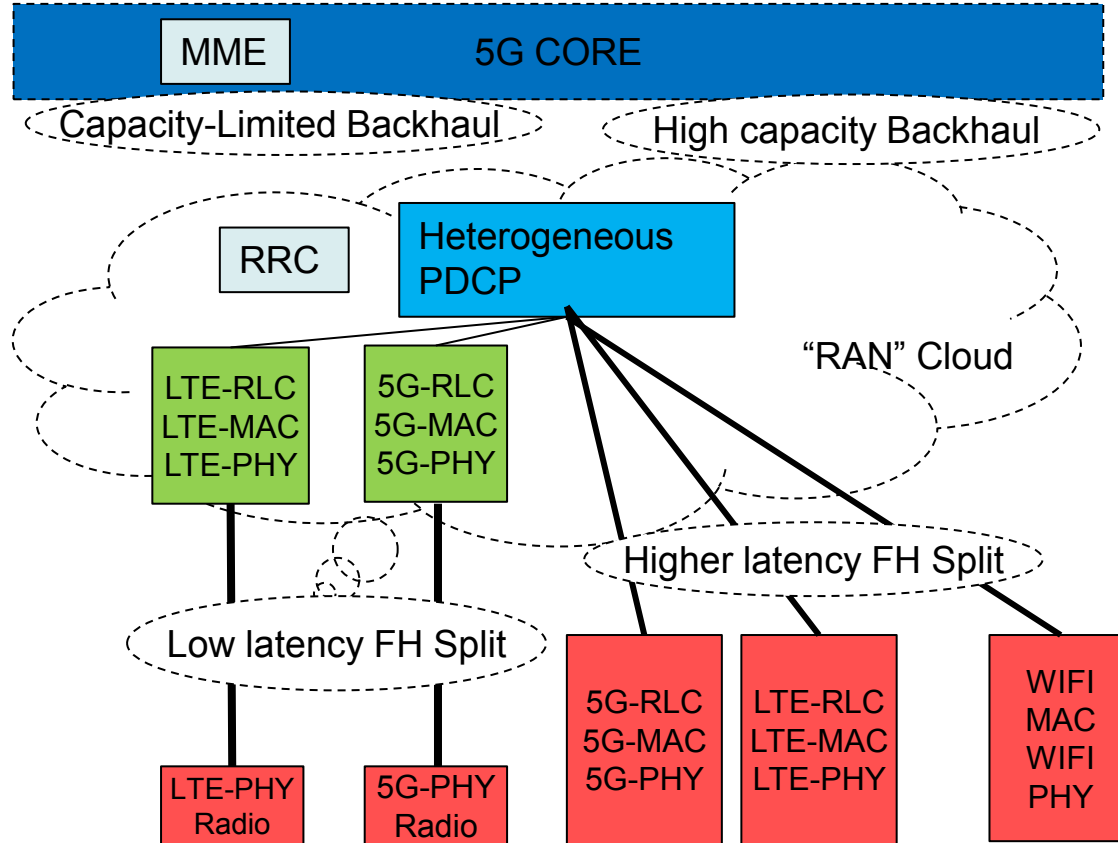 MME
5G CORE
Capacity-Limited Backhaul
High capacity Backhaul
Heterogeneous
PDCP
RRC
“RAN” Cloud
LTE-RLC
LTE-MAC
LTE-PHY
5G-RLC
5G-MAC
5G-PHY
Higher latency FH Split
Low latency FH Split
LTE-PHY
Radio
5G-PHY
Radio
5G-RLC
5G-MAC
5G-PHY
LTE-RLC
LTE-MAC
LTE-PHY
WIFI
MAC
WIFI
PHY